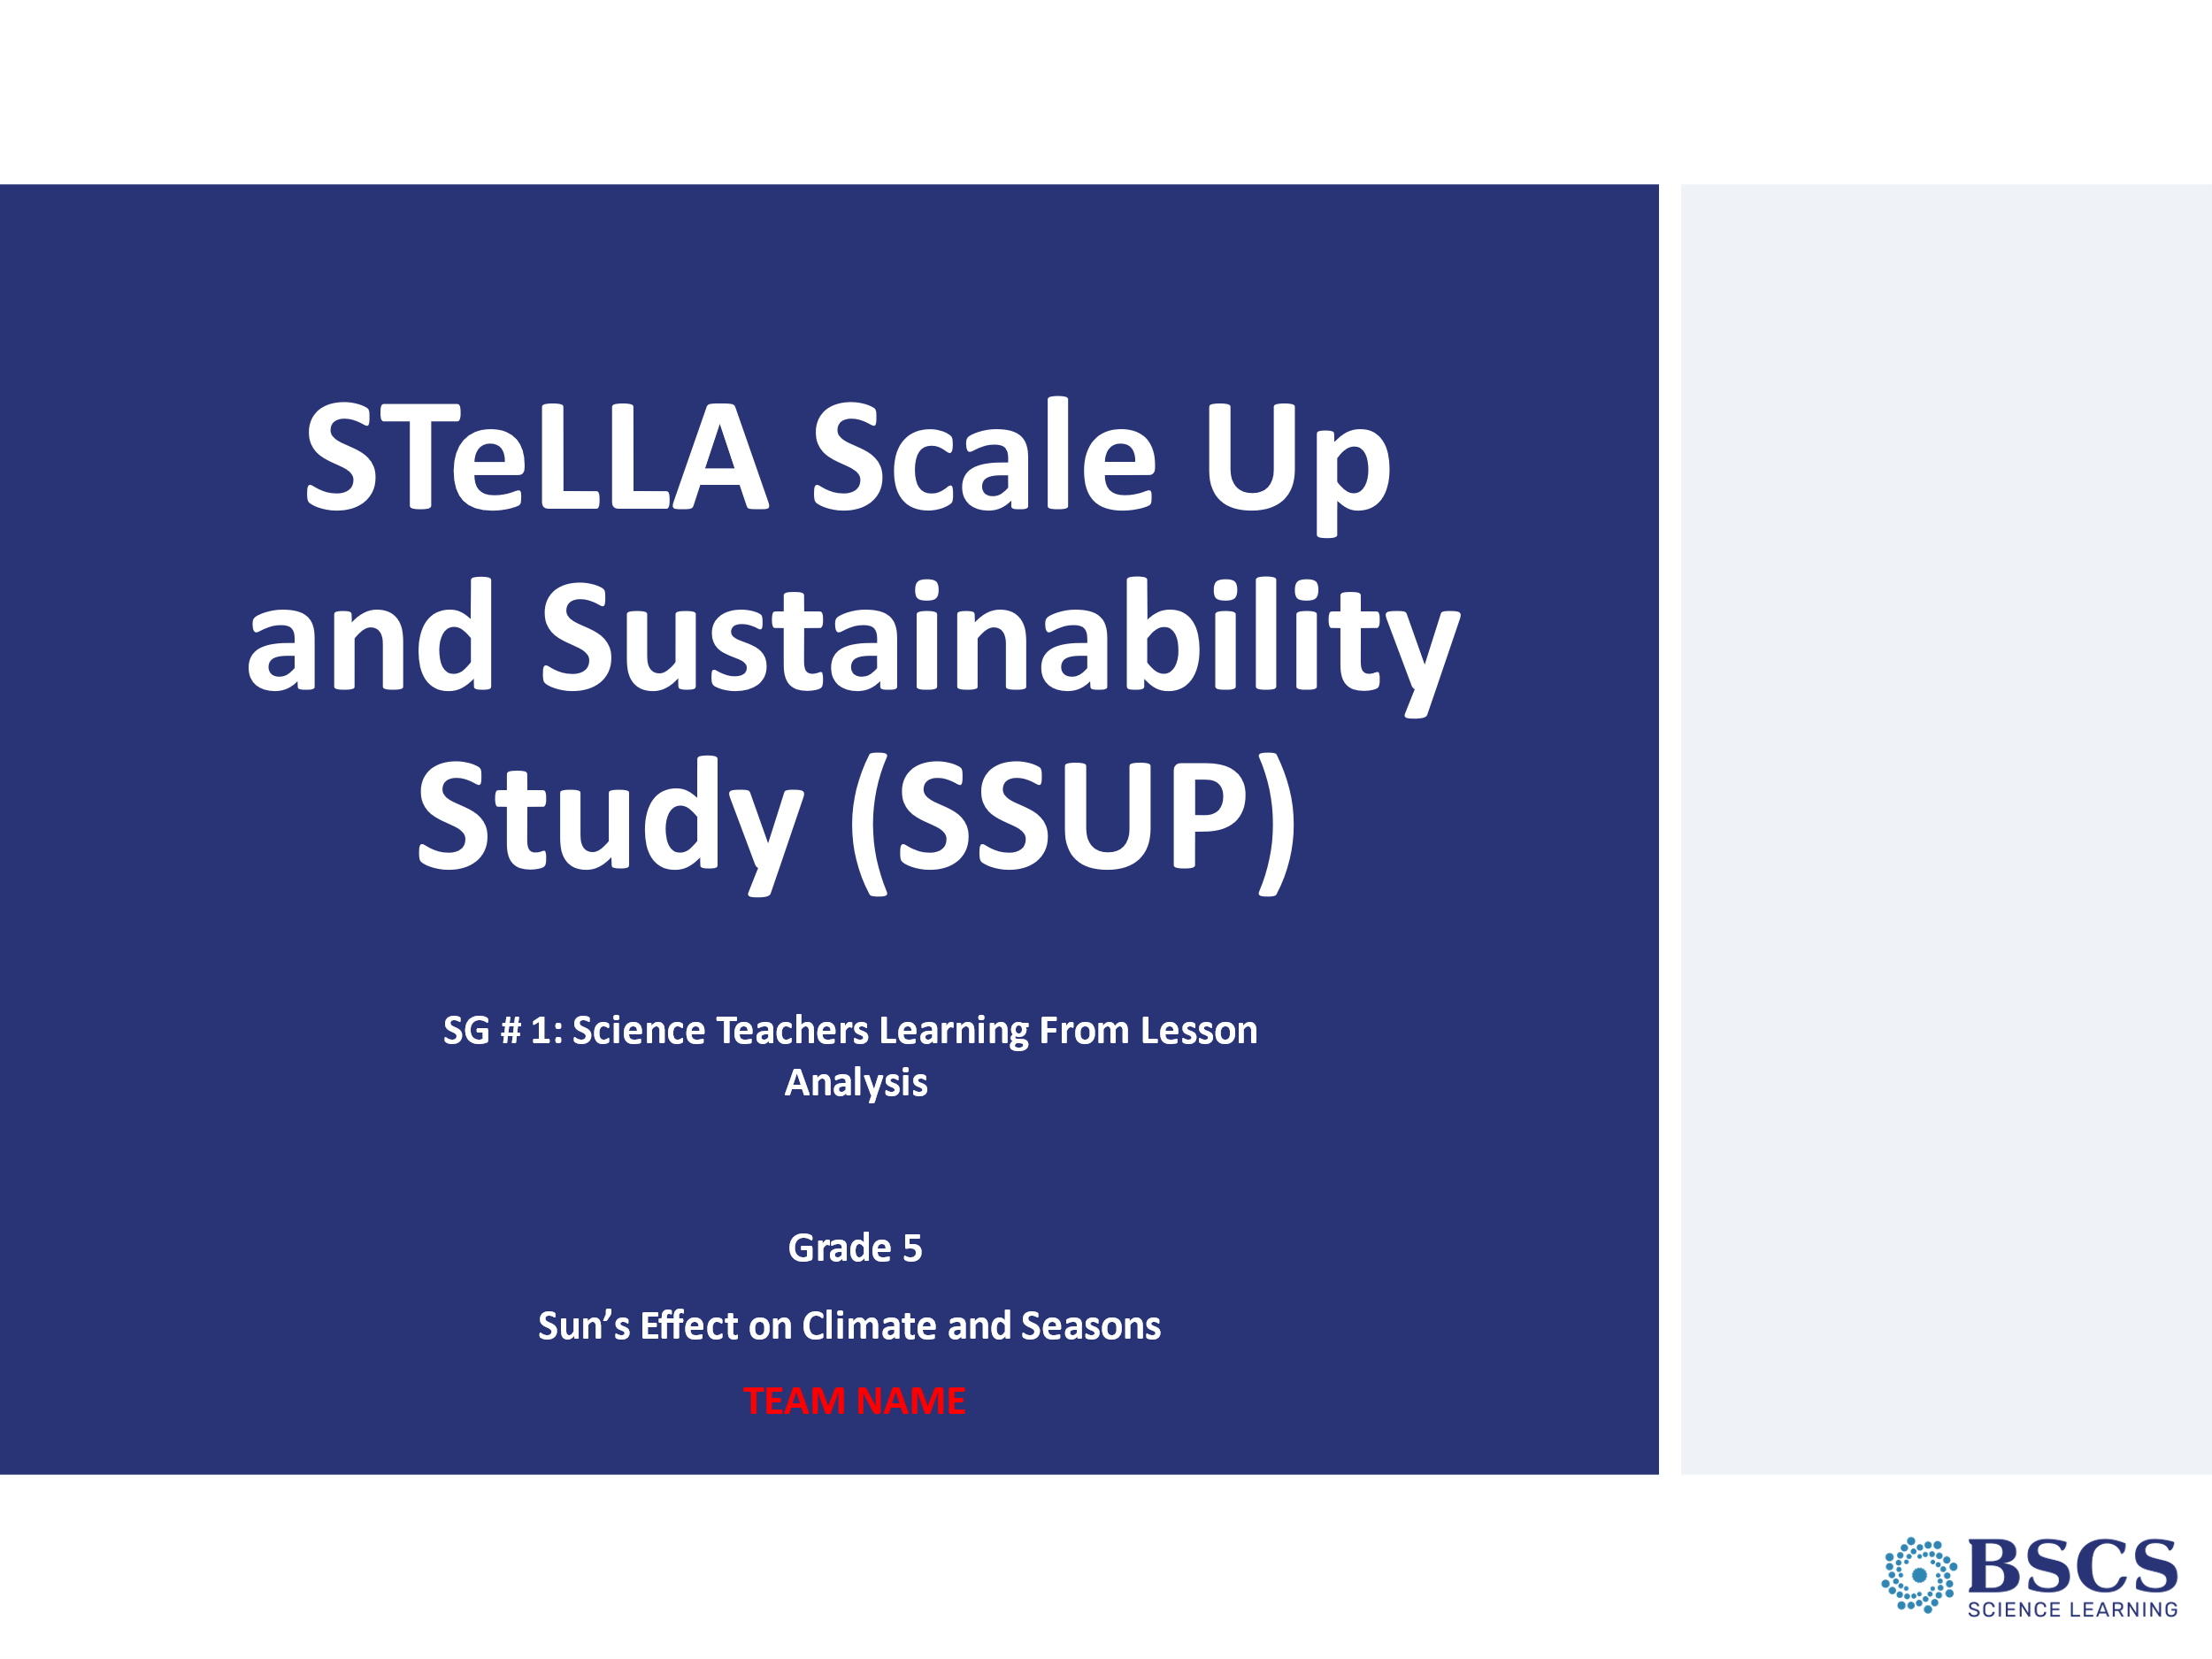 STeLLA Scale Up
and Sustainability
Study (SSUP)
SG # 1: Science Teachers Learning From Lesson
Analysis
Grade 5
Sun’s Effect on Climate and Seasons
TEAM NAME
BSCS
SCIENCE LEARNING